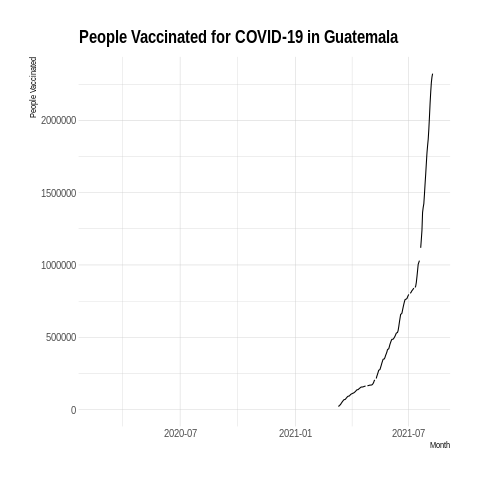 People Vaccinated for COVID-19 in Guatemala
People Vaccinated
2000000
1500000
1000000
500000
0
2020-07
2021-01
2021-07
Month